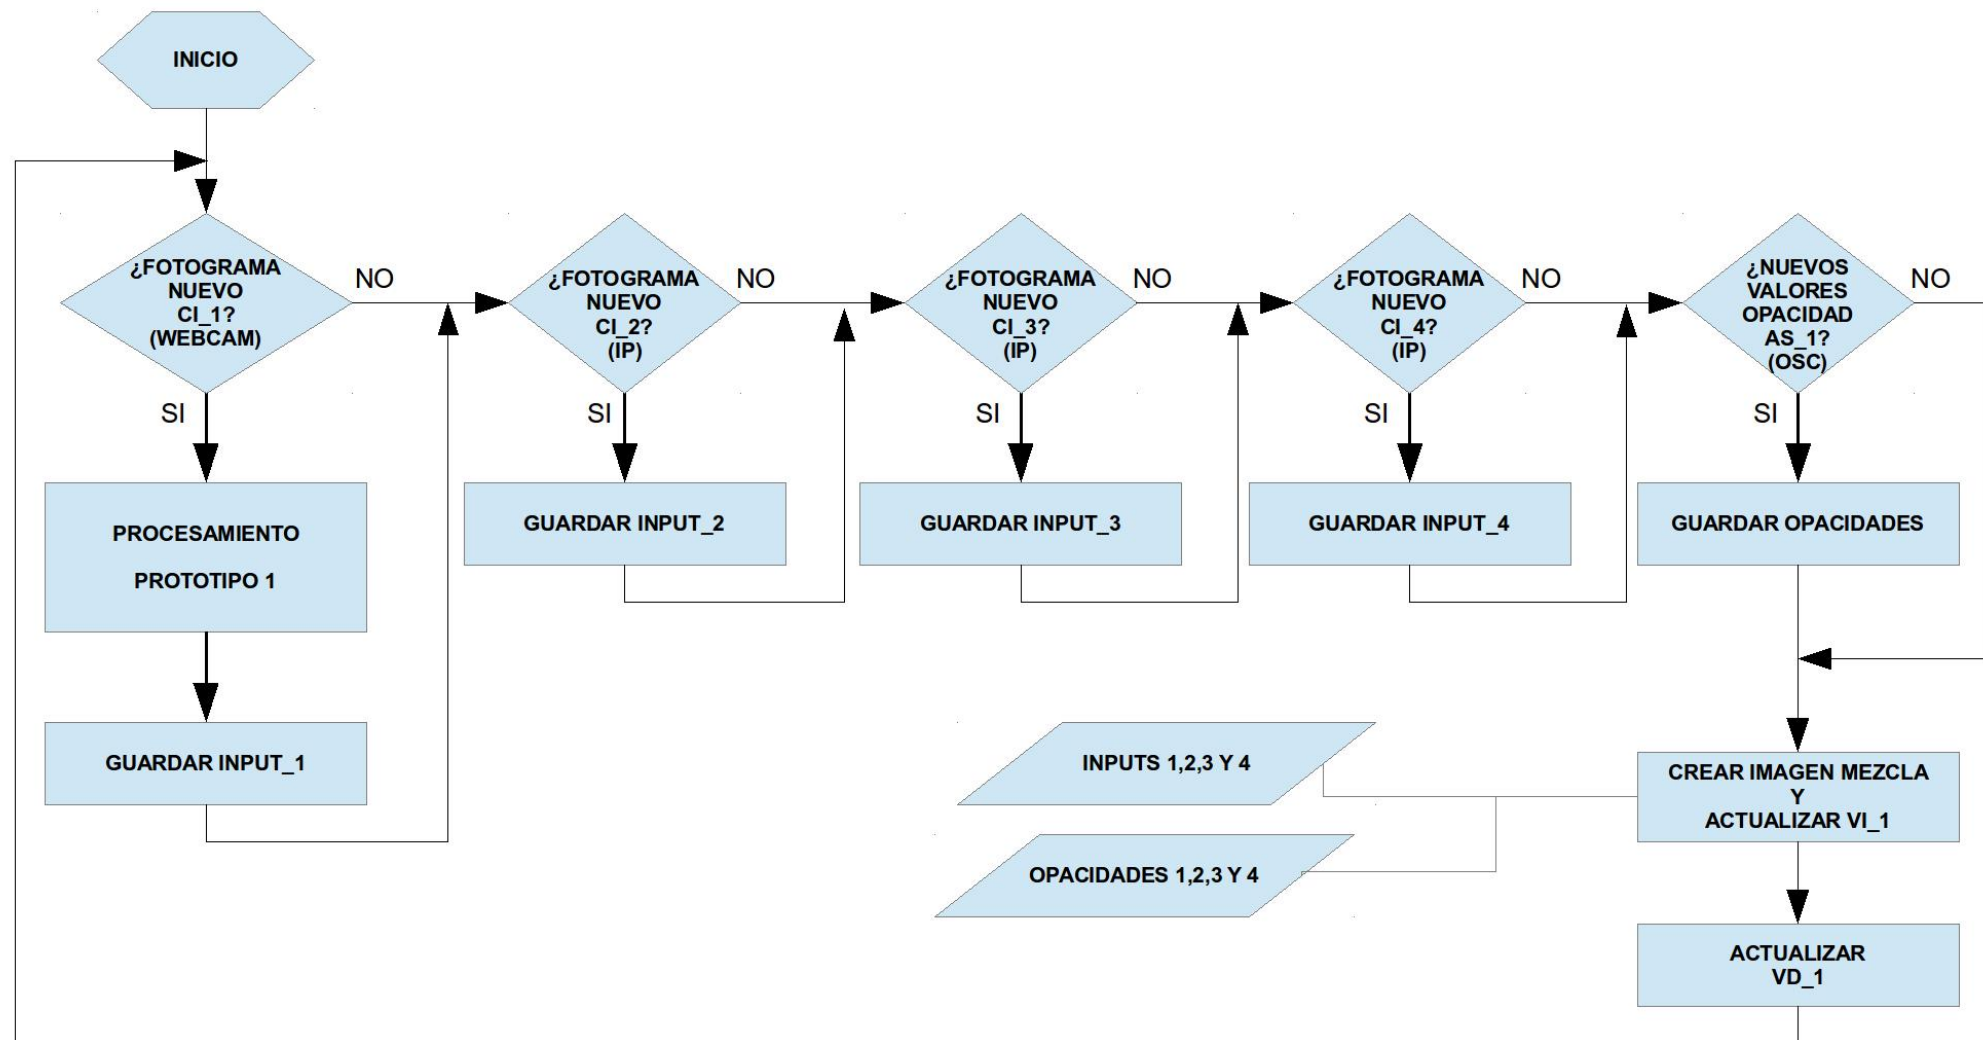 INICIO
¿FOTOGRAMA
NUEVO
CI_1?
(WEBCAM)
NO
SI
¿FOTOGRAMA
NUEVO
CI_2?
(IP)
NO
SI
¿FOTOGRAMA
NUEVO
CI_3?
(IP)
NO
SI
¿FOTOGRAMA
NUEVO
CI_4?
(IP)
NO
SI
¿NUEVOS
VALORES
OPACIDAD
AS_1?
(OSC)
NO
SI
PROCESAMIENTO
PROTOTIPO 1
GUARDAR INPUT_2
GUARDAR INPUT_3
GUARDAR INPUT_4
GUARDAR OPACIDADES
GUARDAR INPUT_1
INPUTS 1,2,3 Y 4
CREAR IMAGEN MEZCLA
Y
ACTUALIZAR VI_1
OPACIDADES 1,2,3 Y 4
ACTUALIZAR
VD_1